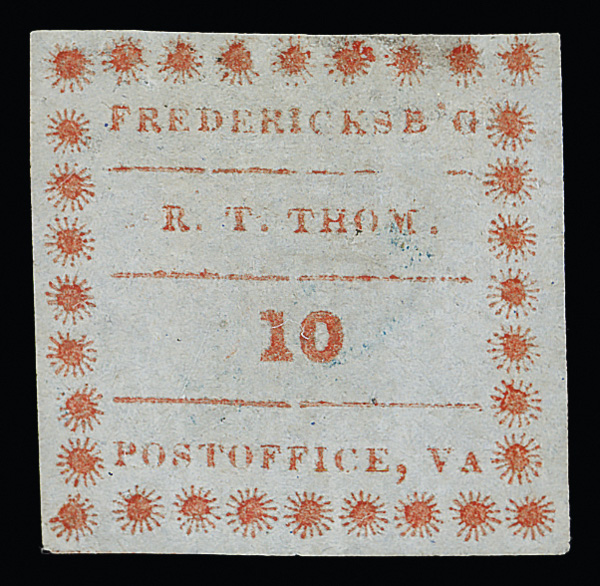 FREDERICKSB'G
R. T. THOM.
10
POSTOFFICE, VA